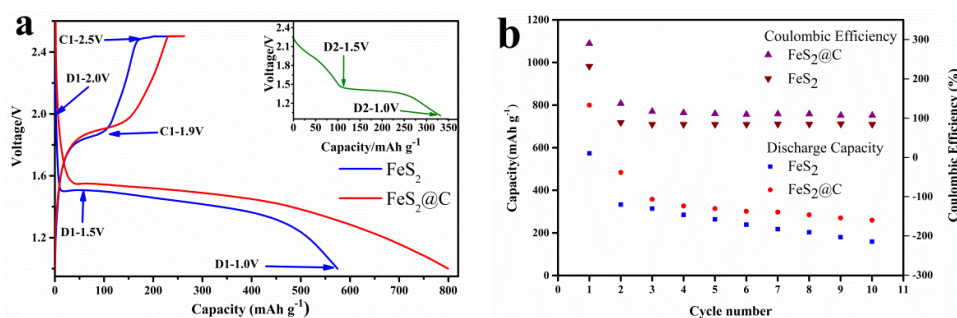 a
Voltage/V
2.4
2.0
1.6
1.2
0 100 200 300 400 500 600 700 800
Capacity (mAh g-1)
C1-2.5V
D1-2.0V
C1-1.9V
D1-1.5V
D1-1.0V
FeS2
FeS2@C
Voltage/V
2.4
2.1
1.8
1.5
1.2
0 50 100 150 200 250 300 350
Capacity/mAh g-1
D2-1.5V
D2-1.0V
b
Capacity(mAh g-1)
1200
1000
800
600
400
200
0
0 1 2 3 4 5 6 7 8 9 10 11
Cycle number
Coulombic Efficiency
FeS2@C
FeS2
Discharge Capacity
FeS2
FeS2@C
300
200
100
0
-100
-200
-300
Coulombic Efficiency (%)